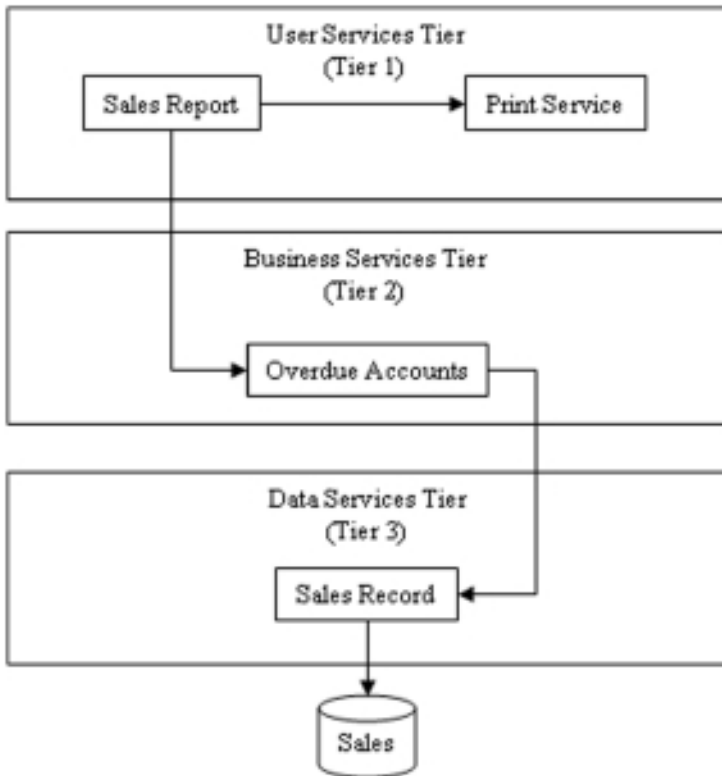 User Services Tier
(Tier 1)
Sales Report
Print Service
Business Services Tier
(Tier 2)
Overdue Accounts
Data Services Tier
(Tier 3)
Sales Record
Sales